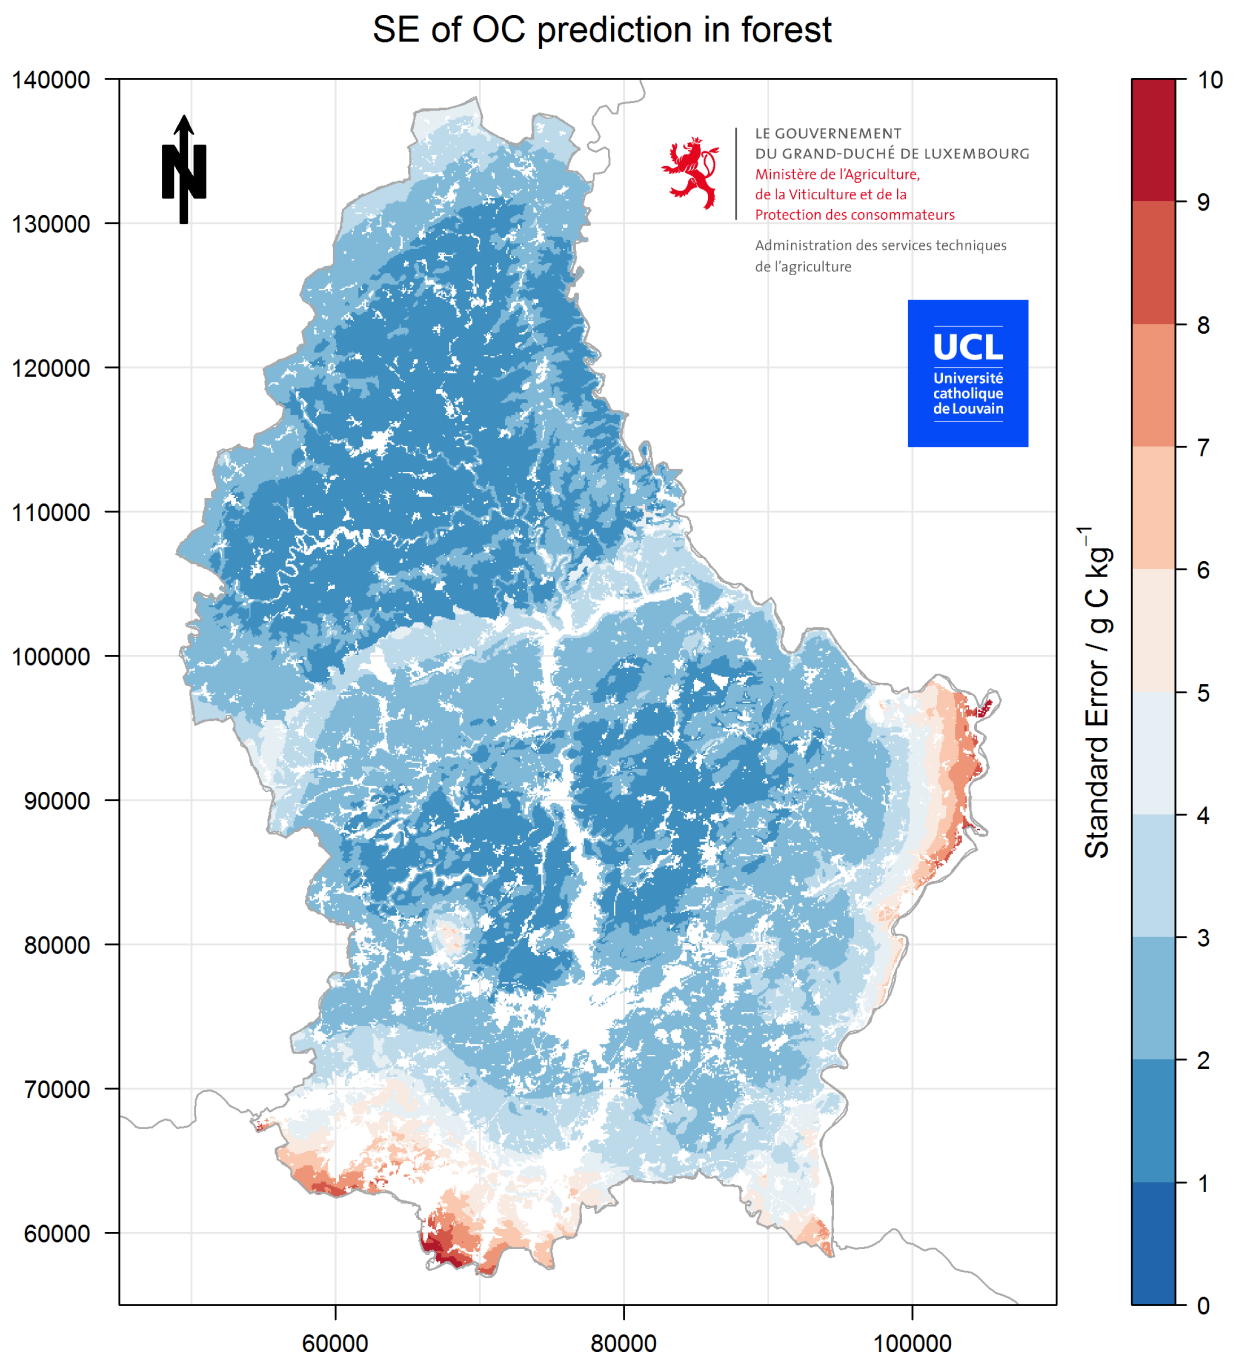 SE of OC prediction in forest
140000
130000
120000
110000
100000
90000
80000
70000
60000
60000
80000
100000
N
LE GOUVERNEMENT
DU GRAND-DUCHÉ DE LUXEMBOURG
Ministère de l'Agriculture,
de la Viticulture et de la
Protection des consommateurs
Administration des services techniques
de l'agriculture
UCL
Université
catholique
de Louvain
Standard Error / g C kg⁻¹
10
9
8
7
6
5
4
3
2
1
0